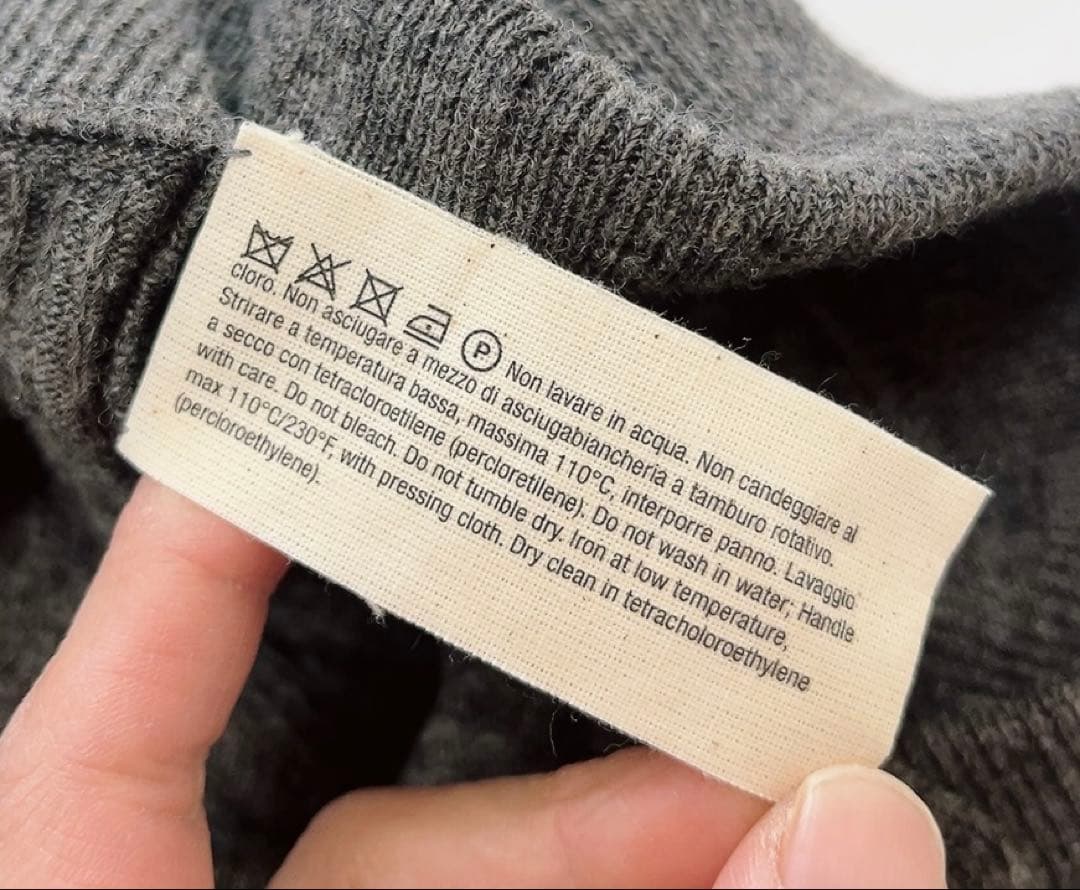 P Non lavare in acqua. Non candeggiare al
cloro. Non asciugare a mezzo di asciugabiancheria a tamburo rotativo.
Strirare a temperatura bassa, massima 110°C, interporre panno. Lavaggio
a secco con tetracloroetilene (percloretilene). Do not wash in water; Handle
with care. Do not bleach. Do not tumble dry. Iron at low temperature,
max 110°C/230°F, with pressing cloth. Dry clean in tetracholoroethylene
(percloroethylene).